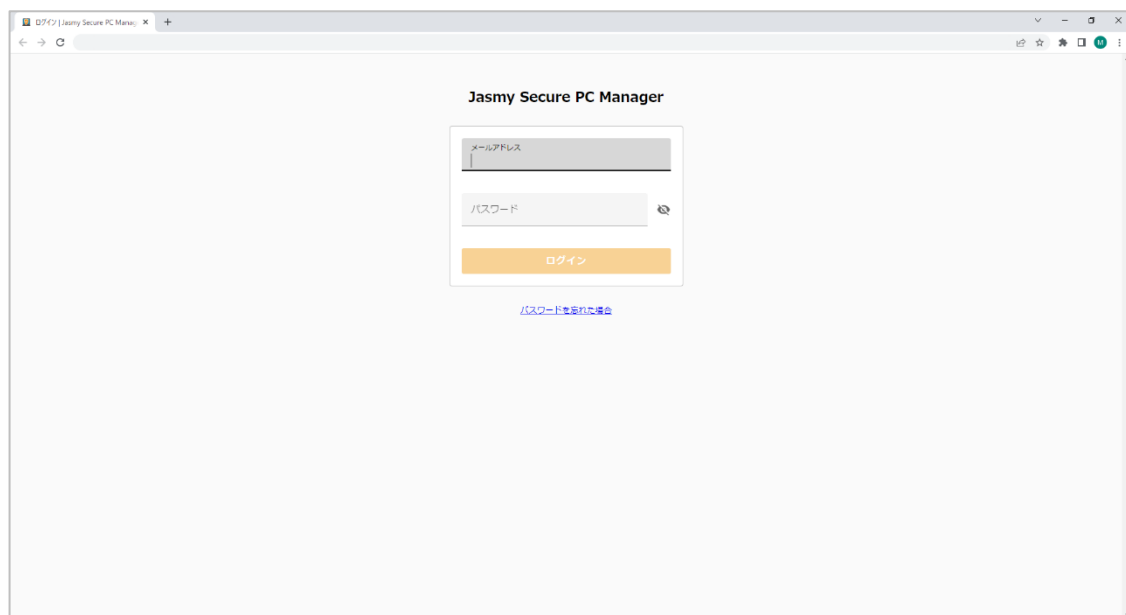 ログイン | Jasmy Secure PC Manag
M
Jasmy Secure PC Manager
メールアドレス
パスワード
ログイン
パスワードを忘れた場合